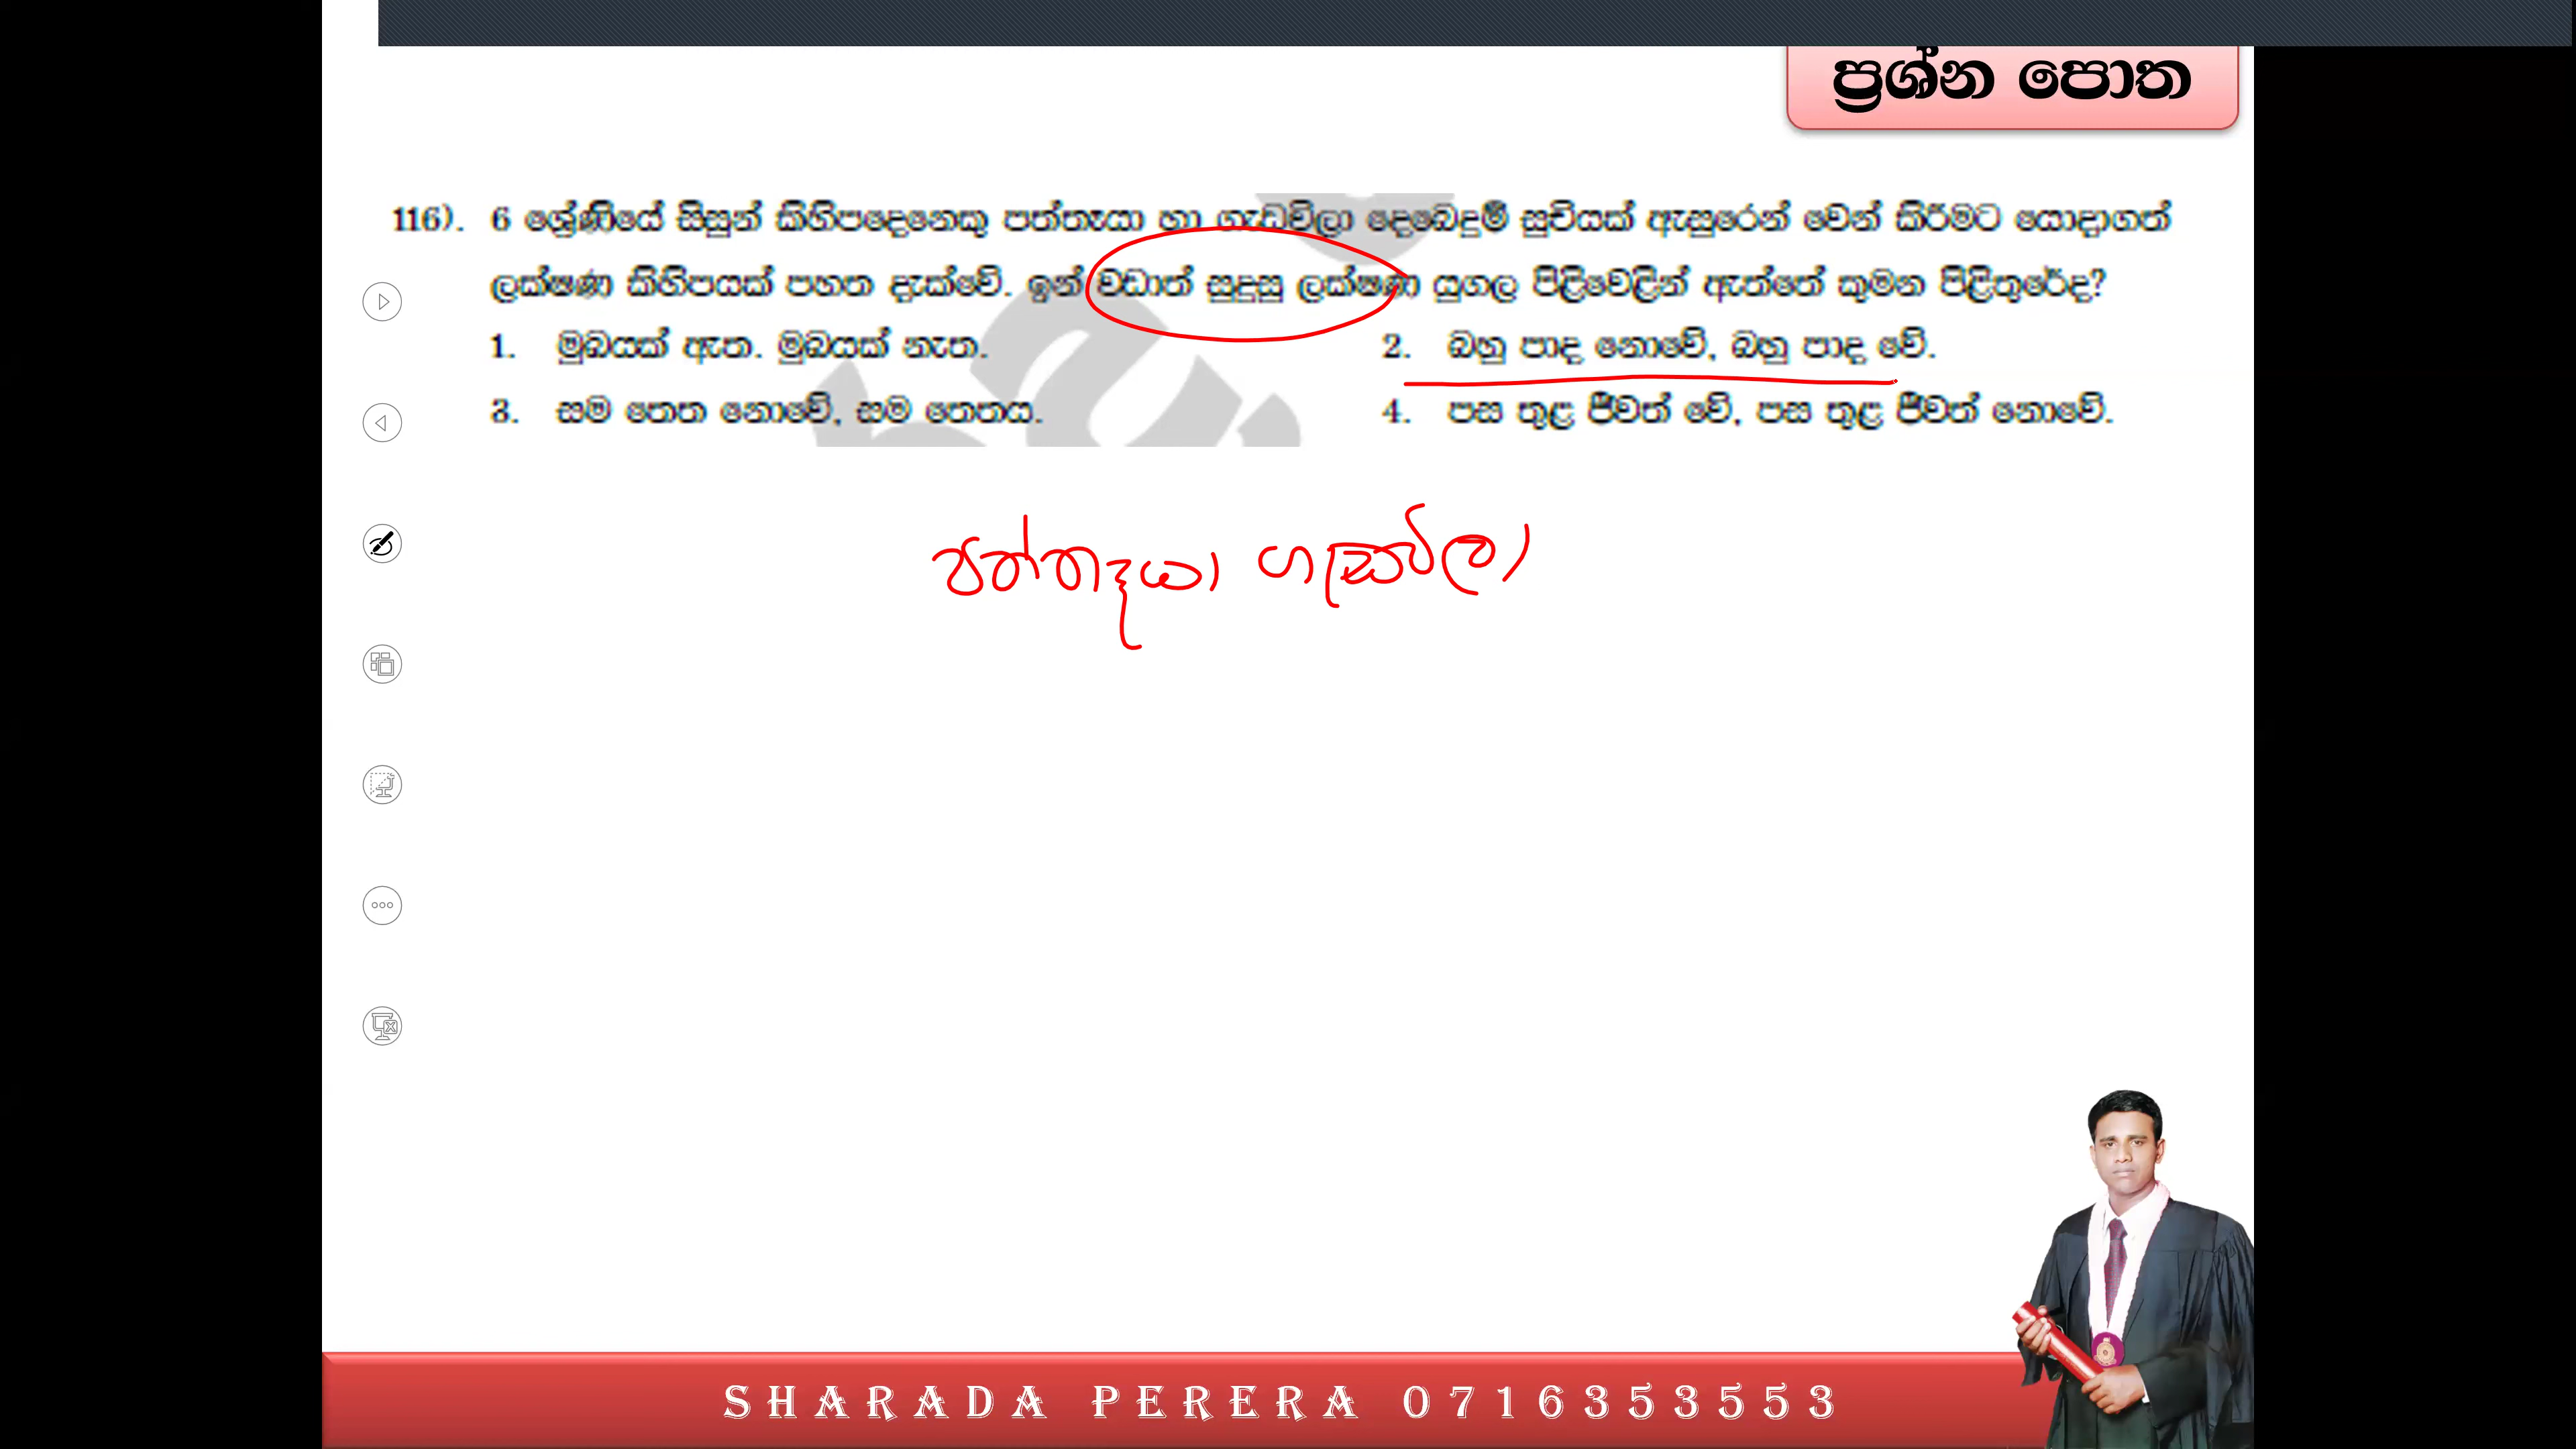 ප්‍රශ්න පොත
116). 6 ශ්‍රේණියේ සිසුන් කිහිපදෙනෙකු පත්තෑයා හා ගැඩවිලා දෙබෙදුම් සුචියක් ඇසුරෙන් වෙන් කිරීමට යොදාගත්
ලක්ෂණ කිහිපයක් පහත දැක්වේ. ඉන් වඩාත් සුදුසු ලක්ෂණ යුගල පිළිවෙළින් ඇත්තේ කුමන පිළිතුරේද?
1. මුඛයක් ඇත. මුඛයක් නැත.
2. බහු පාද නොවේ, බහු පාද වේ.
3. සම තෙත නොවේ, සම තෙතය.
4. පස තුළ ජීවත් වේ, පස තුළ ජීවත් නොවේ.
පත්තෑයා ගැඩවිලා
SHARADA PERERA 0716353553